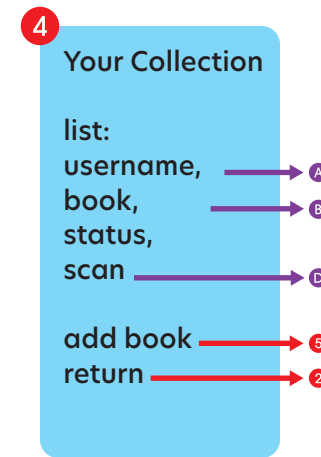 4
Your Collection
list:
username, A
book, B
status,
scan D
add book 5
return 2